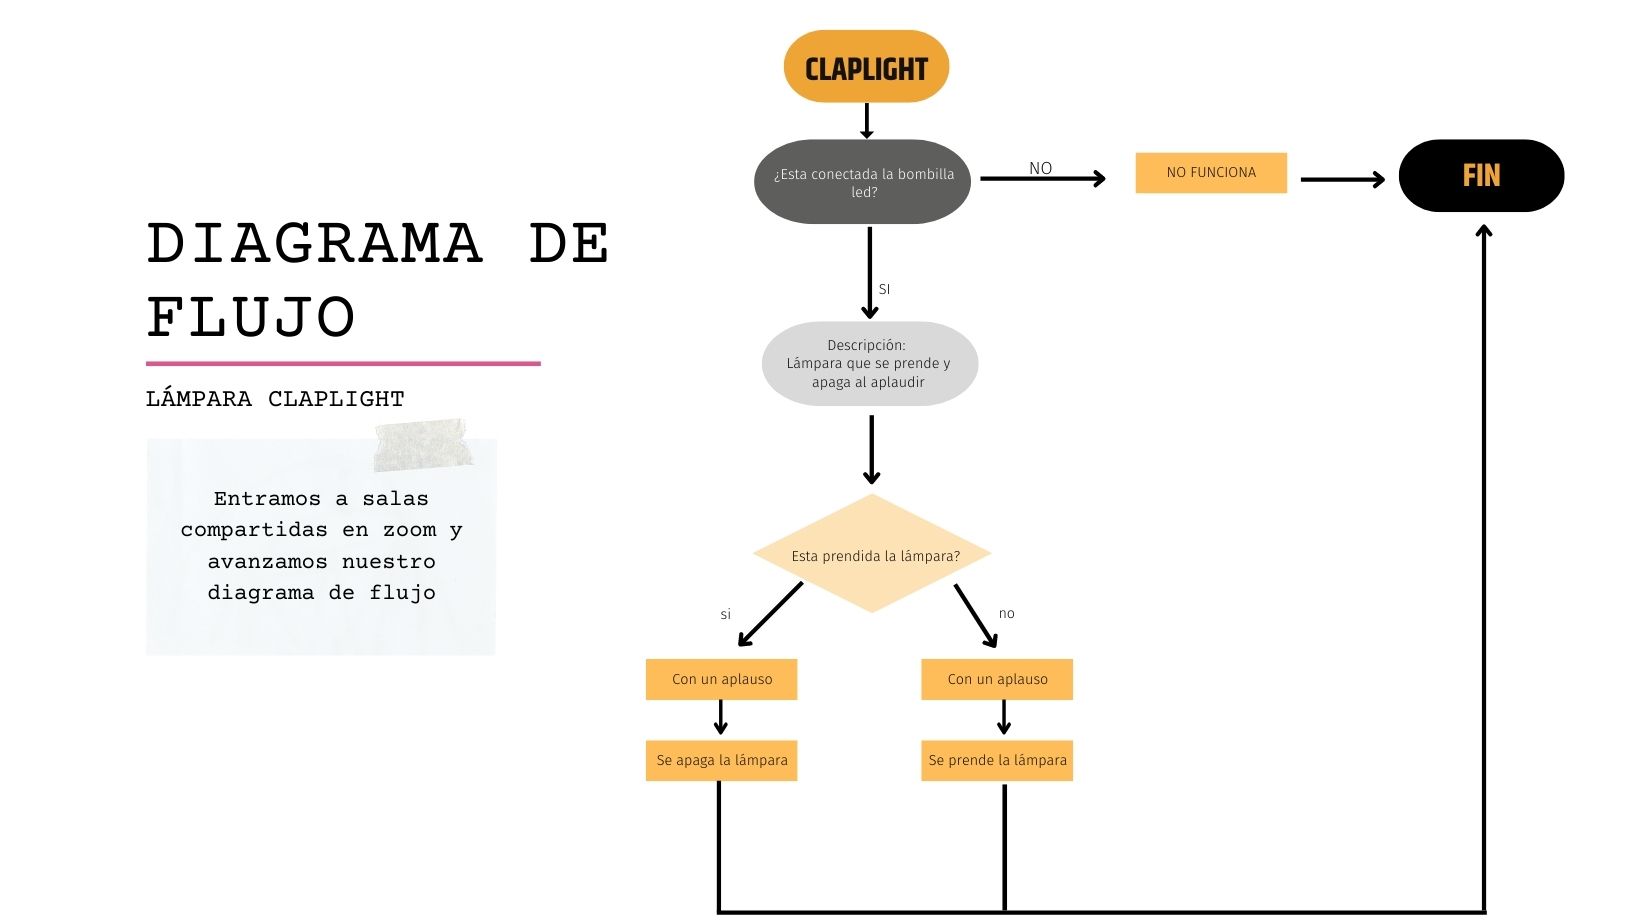 DIAGRAMA DE
FLUJO
LÁMPARA CLAPLIGHT
Entramos a salas
compartidas en zoom y
avanzamos nuestro
diagrama de flujo
CLAPLIGHT
¿Esta conectada la bombilla
led?
NO
NO FUNCIONA
FIN
SI
Descripción:
Lámpara que se prende y
apaga al aplaudir
Esta prendida la lámpara?
si
no
Con un aplauso
Con un aplauso
Se apaga la lámpara
Se prende la lámpara